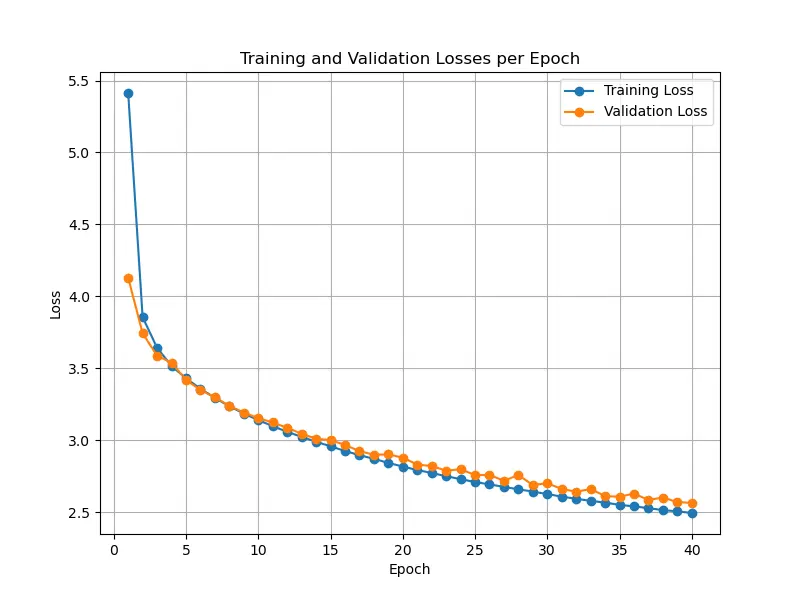 Training and Validation Losses per Epoch
Training Loss
Validation Loss
5.5
5.0
4.5
4.0
3.5
3.0
2.5
Loss
0 5 10 15 20 25 30 35 40
Epoch